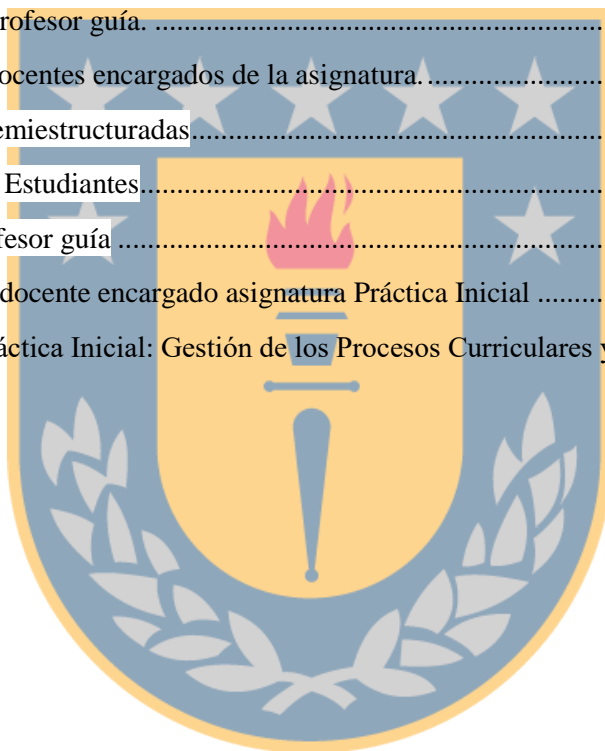 rofesor guía. ..........................................................
ocentes encargados de la asignatura. .......................
emiestructuradas.....................................................
Estudiantes............................................................
fesor guía ..............................................................
docente encargado asignatura Práctica Inicial .........
áctica Inicial: Gestión de los Procesos Curriculares y